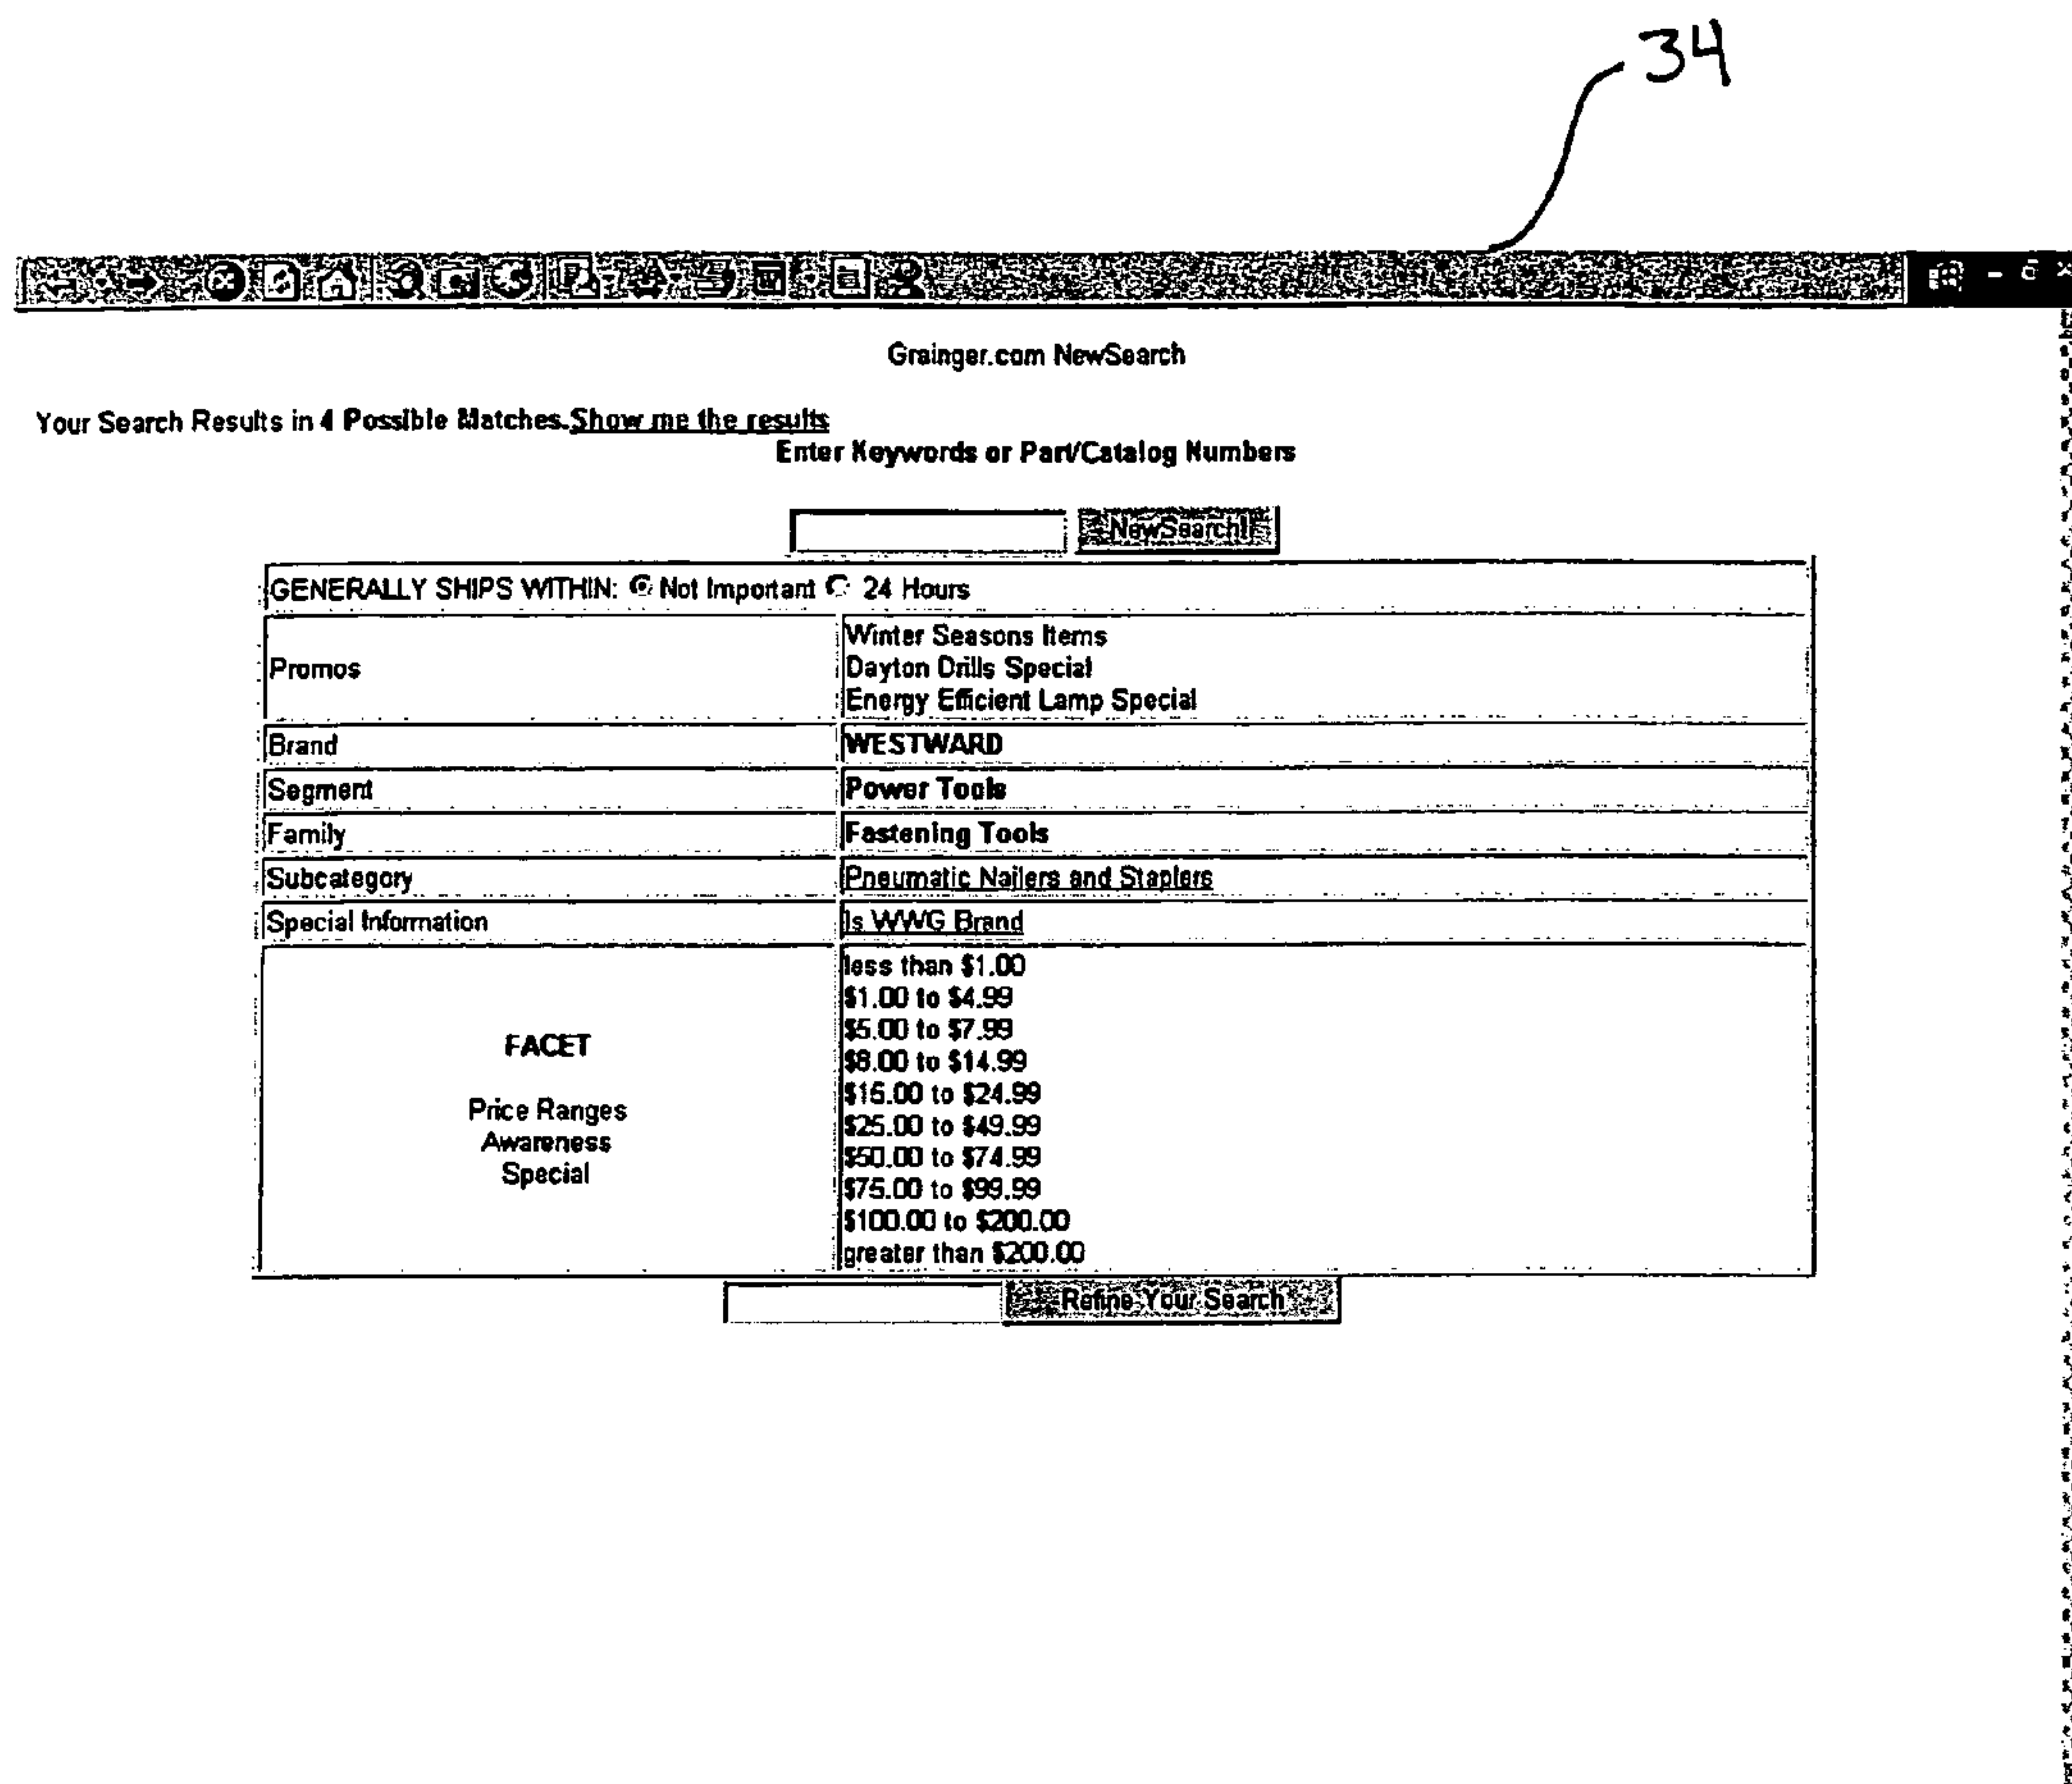 34
Grainger.com NewSearch
Your Search Results in 4 Possible Matches. Show me the results
Enter Keywords or Part/Catalog Numbers
NewSearch!
GENERALLY SHIPS WITHIN: Not Important 24 Hours
Promos
Winter Seasons Items
Dayton Drills Special
Energy Efficient Lamp Special
Brand WESTWARD
Segment Power Tools
Family Fastening Tools
Subcategory Pneumatic Nailers and Staplers
Special Information Is WWG Brand
FACET
Price Ranges
Awareness
Special
less than $1.00
$1.00 to $4.99
$5.00 to $7.99
$8.00 to $14.99
$15.00 to $24.99
$25.00 to $49.99
$50.00 to $74.99
$75.00 to $99.99
$100.00 to $200.00
greater than $200.00
Refine Your Search